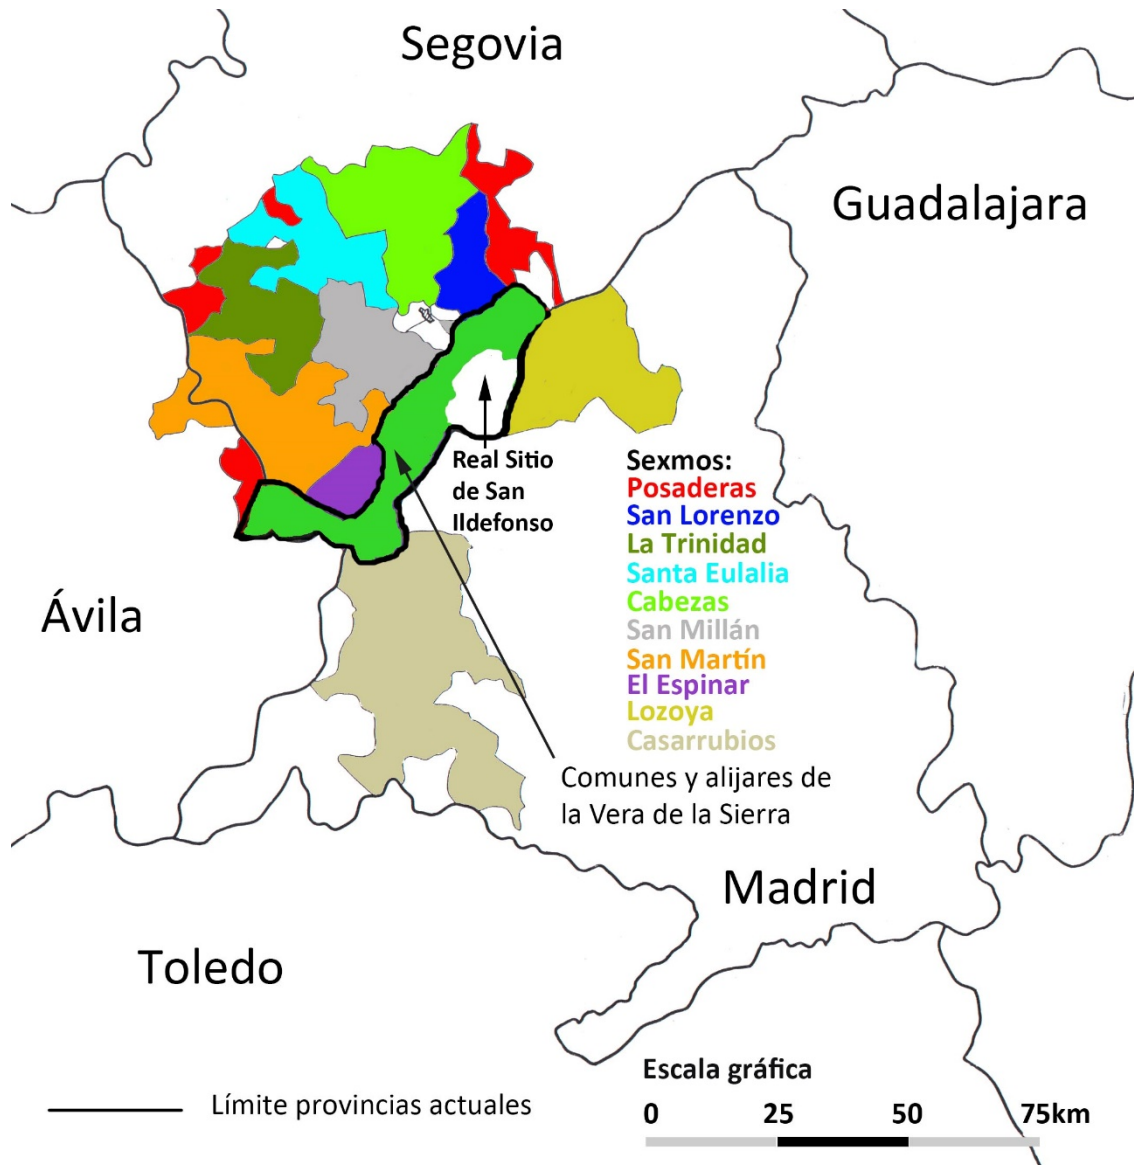 Segovia
Guadalajara
Real Sitio
de San
Ildefonso
Sexmos:
Posaderas
San Lorenzo
La Trinidad
Santa Eulalia
Cabezas
San Millán
San Martín
El Espinar
Lozoya
Casarrubios
Ávila
Comunes y alijares de
la Vera de la Sierra
Madrid
Toledo
Escala gráfica
0 25 50 75km
Límite provincias actuales